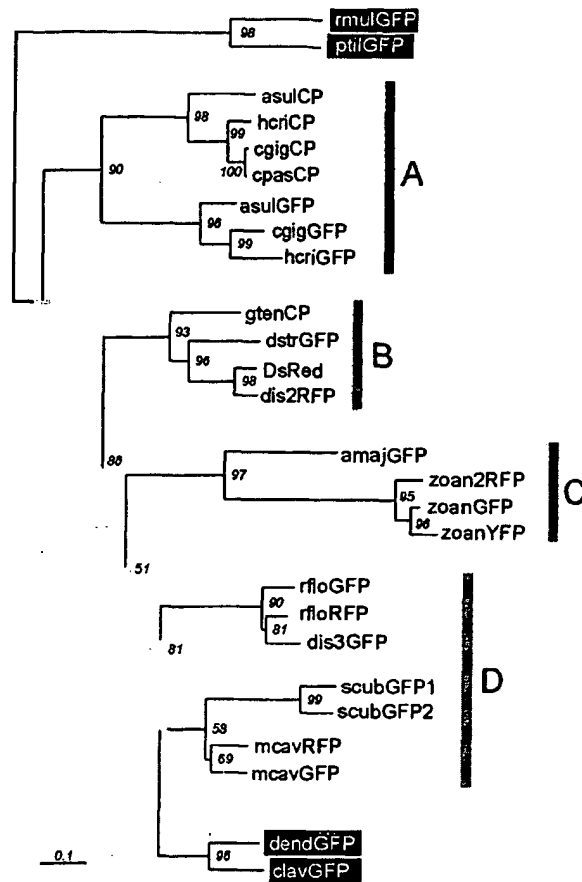 rmulGFP
98
ptilGFP
asulCP
98
hcriCP
99
cgigCP
100
cpasCP
90
A
asulGFP
96
cgigGFP
99
hcriGFP
gtenCP
93
dstrGFP
96
B
DsRed
98
dis2RFP
88
amajGFP
97
zoan2RFP
95
C
zoanGFP
96
zoanYFP
51
rfloGFP
90
rfloRFP
81
dis3GFP
81
D
scubGFP1
99
scubGFP2
53
mcavRFP
69
mcavGFP
dendGFP
96
clavGFP
0.1